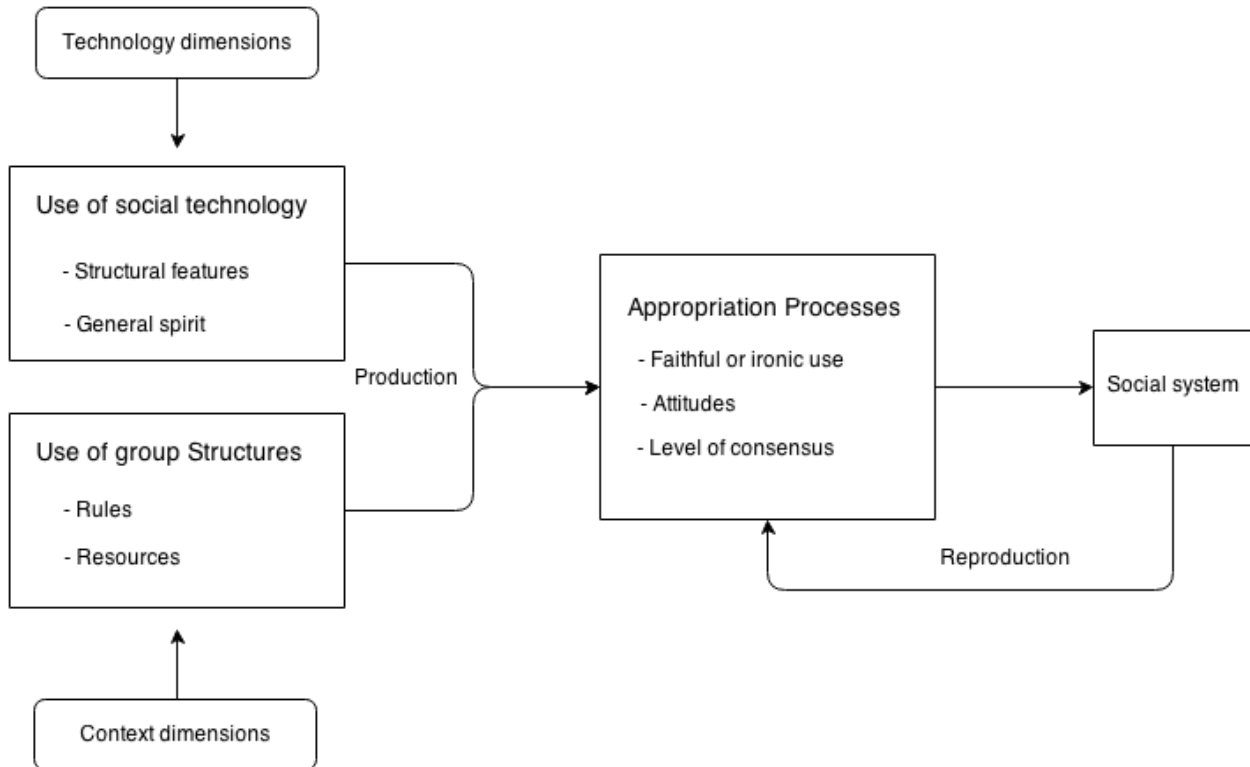 Technology dimensions
Use of social technology
- Structural features
- General spirit
Production
Use of group Structures
- Rules
- Resources
Context dimensions
Appropriation Processes
- Faithful or ironic use
- Attitudes
- Level of consensus
Social system
Reproduction